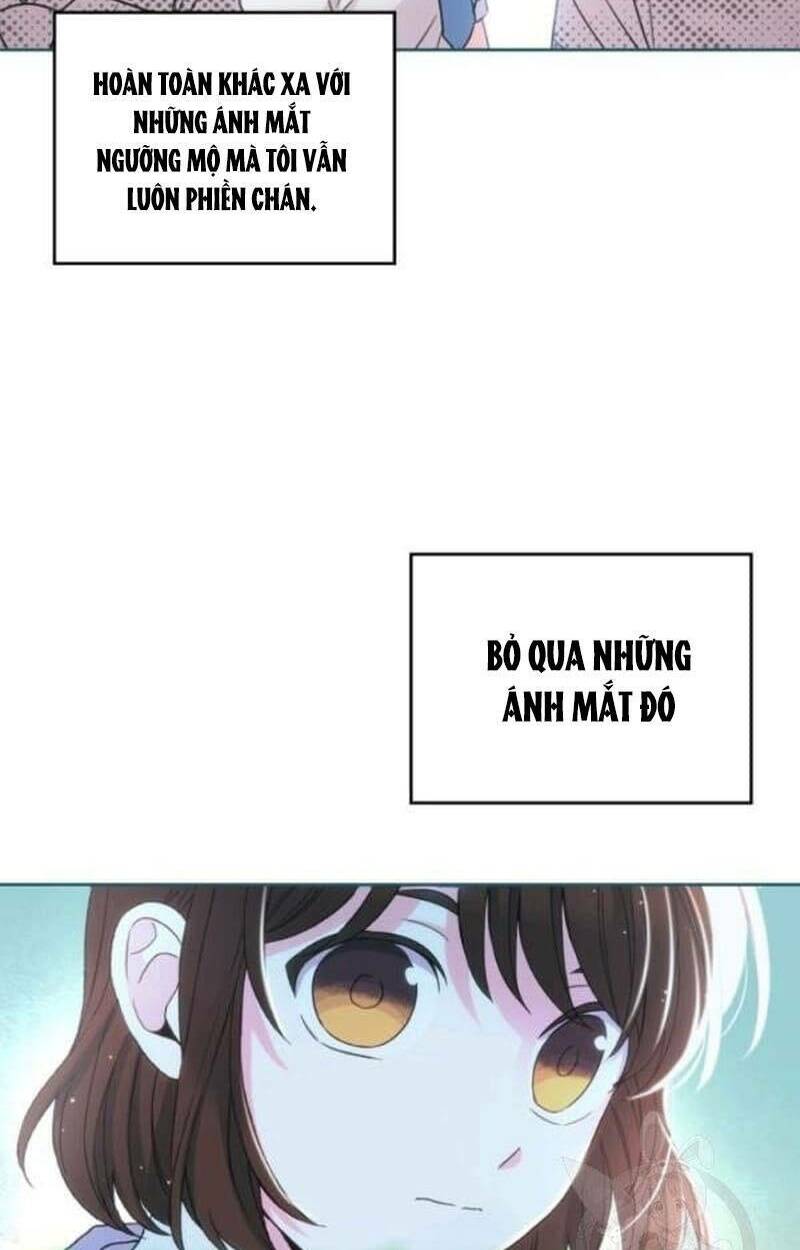 HOÀN TOÀN KHÁC XA VỚI
NHỮNG ÁNH MẮT
NGƯỠNG MỘ MÀ TÔI VẪN
LUÔN PHIỀN CHÁN.
BỎ QUA NHỮNG
ÁNH MẮT ĐÓ